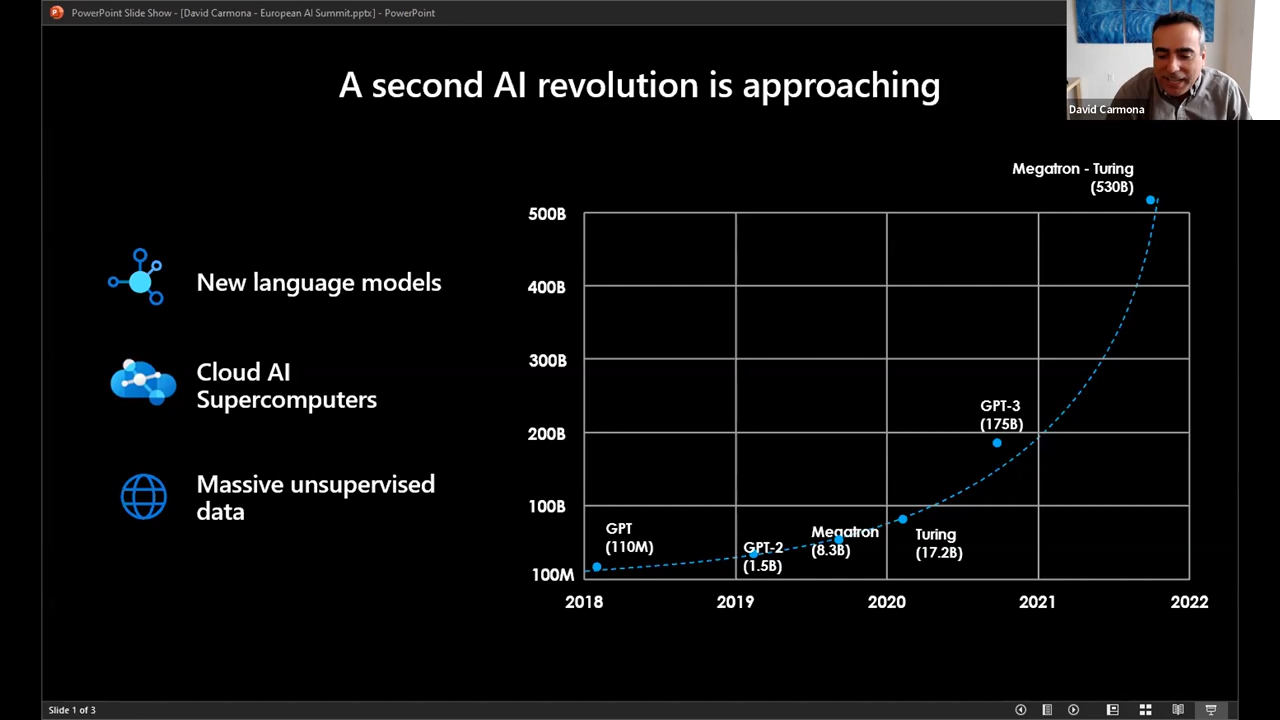 PowerPoint Slide Show - [David Carmona - European AI Summit.pptx] - PowerPoint
David Carmona
A second AI revolution is approaching
New language models
Cloud AI
Supercomputers
Massive unsupervised
data
Megatron - Turing
(530B)
500B
400B
300B
GPT-3
(175B)
200B
100B
GPT
(110M)
GPT-2
(1.5B)
Megatron
(8.3B)
Turing
(17.2B)
100M
2018 2019 2020 2021 2022
Slide 1 of 3